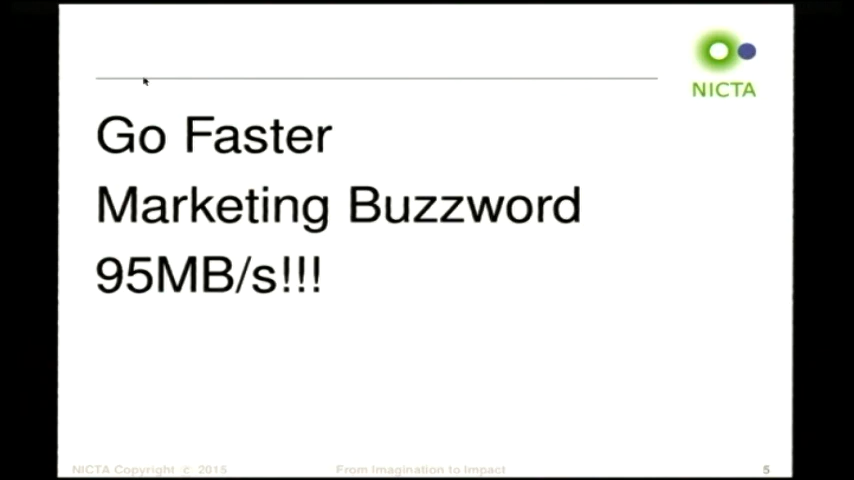 NICTA
Go Faster
Marketing Buzzword
95MB/s!!!
NICTA Copyright © 2015
From Imagination to Impact
5